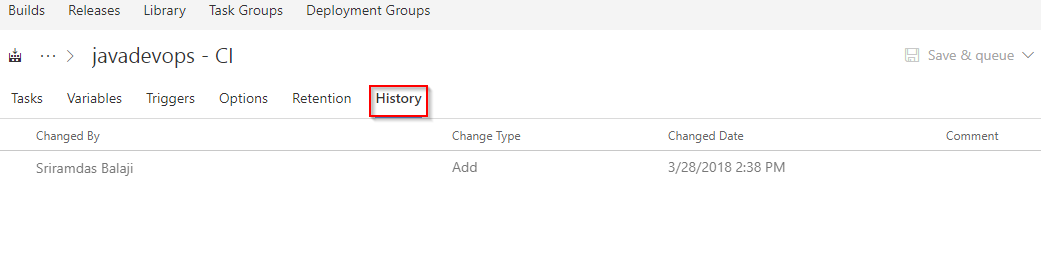 Builds Releases Library Task Groups Deployment Groups
··· > javadevops - CI Save & queue
Tasks Variables Triggers Options Retention History
Changed By Change Type Changed Date Comment
Sriramdas Balaji Add 3/28/2018 2:38 PM